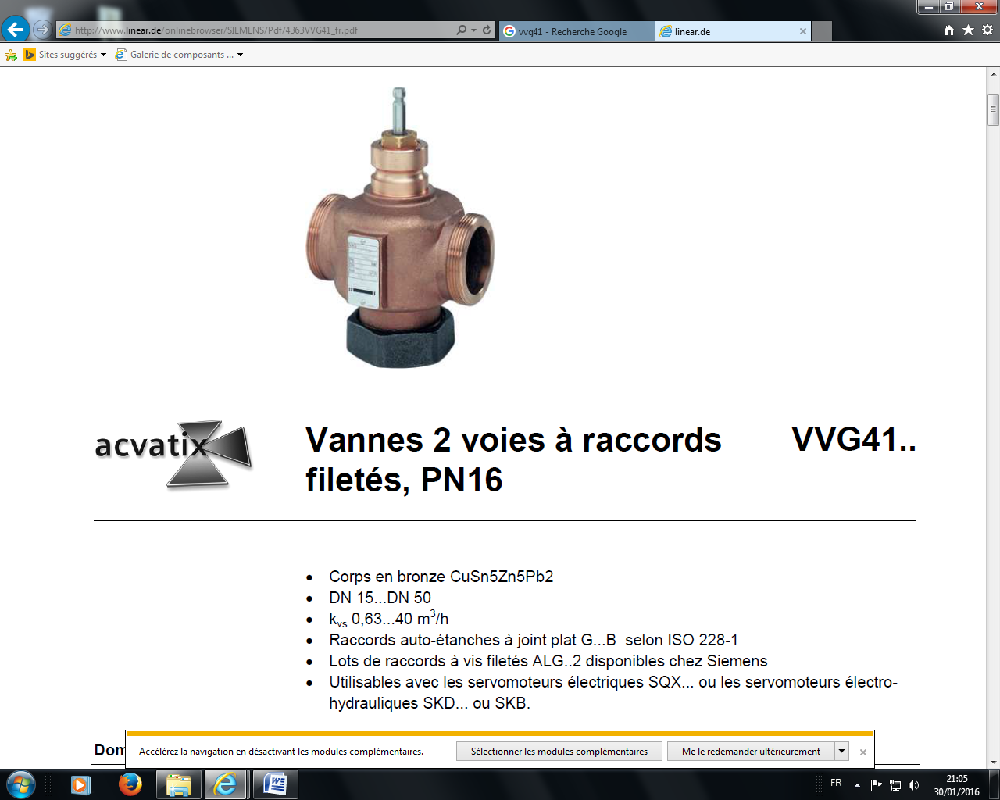 http://www.linear.de/onlinebrowser/SIEMENS/Pdf/4363VVG41_fr.pdf
vvg41 - Recherche Google
linear.de
Sites suggérés
Galerie de composants ...
acvatix
Vannes 2 voies à raccords
filetés, PN16
VVG41..
• Corps en bronze CuSn5Zn5Pb2
• DN 15...DN 50
• kvs 0,63...40 m³/h
• Raccords auto-étanches à joint plat G...B selon ISO 228-1
• Lots de raccords à vis filetés ALG..2 disponibles chez Siemens
• Utilisables avec les servomoteurs électriques SQX... ou les servomoteurs électro-
hydrauliques SKD... ou SKB.
Dom
Accélérez la navigation en désactivant les modules complémentaires.
Sélectionner les modules complémentaires
Me le redemander ultérieurement
FR
21:05
30/01/2016